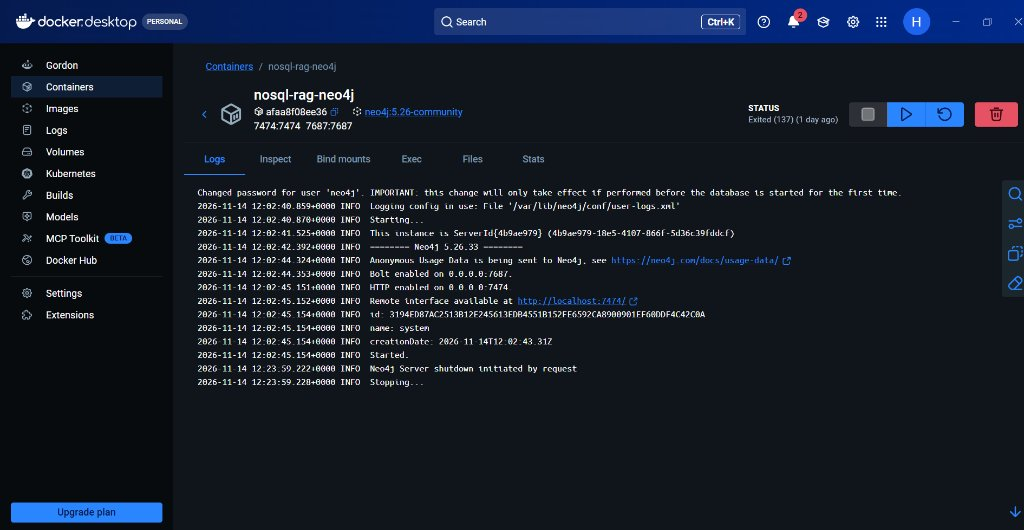 docker.desktop PERSONAL Search Ctrl+K 2 H
Gordon
Containers
Images
Logs
Volumes
Kubernetes
Builds
Models
MCP Toolkit BETA
Docker Hub
Settings
Extensions
Upgrade plan
Containers / nosql-rag-neo4j
nosql-rag-neo4j
afaa8f08ee36 neo4j:5.26-community
7474:7474 7687:7687
STATUS
Exited (137) (1 day ago)
Logs Inspect Bind mounts Exec Files Stats
Changed password for user 'neo4j'. IMPORTANT: this change will only take effect if performed before the database is started for the first time.
2026-11-14 12:02:40.859+0000 INFO Logging config in use: File '/var/lib/neo4j/conf/user-logs.xml'
2026-11-14 12:02:40.870+0000 INFO Starting...
2026-11-14 12:02:41.525+0000 INFO This instance is ServerId{4b9ae979} (4b9ae979-18e5-4107-866f-5d36c39fddcf)
2026-11-14 12:02:42.392+0000 INFO ======== Neo4j 5.26.33 ========
2026-11-14 12:02:44.324+0000 INFO Anonymous Usage Data is being sent to Neo4j, see https://neo4j.com/docs/usage-data/
2026-11-14 12:02:44.353+0000 INFO Bolt enabled on 0.0.0.0:7687.
2026-11-14 12:02:45.151+0000 INFO HTTP enabled on 0.0.0.0:7474.
2026-11-14 12:02:45.152+0000 INFO Remote interface available at http://localhost:7474/
2026-11-14 12:02:45.154+0000 INFO id: 3194ED87AC2513B12E245613EDB4551B152FE6592CA8900901EF60DDF4C42C0A
2026-11-14 12:02:45.154+0000 INFO name: system
2026-11-14 12:02:45.154+0000 INFO creationDate: 2026-11-14T12:02:43.31Z
2026-11-14 12:02:45.154+0000 INFO Started.
2026-11-14 12:23:59.222+0000 INFO Neo4j Server shutdown initiated by request
2026-11-14 12:23:59.228+0000 INFO Stopping...